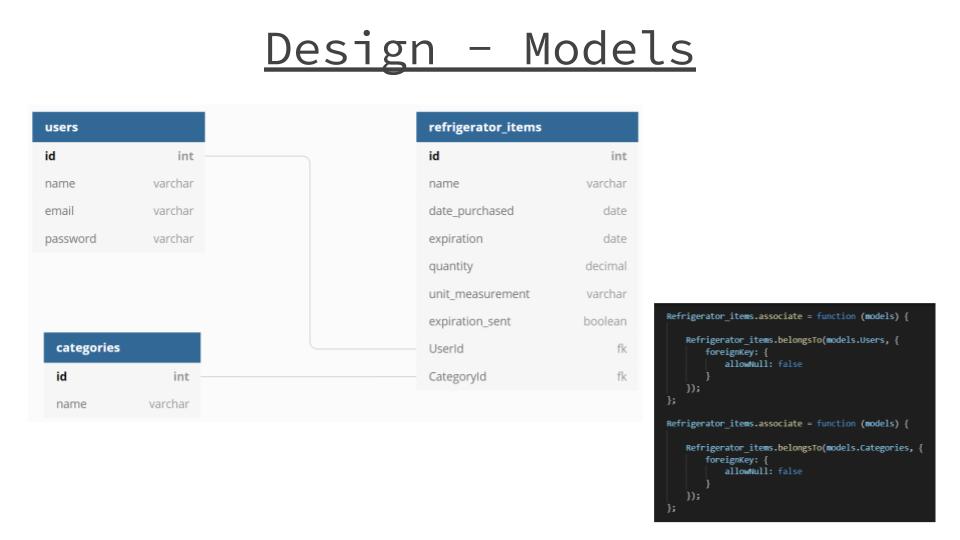 Design - Models
users
id int
name varchar
email varchar
password varchar
categories
id int
name varchar
refrigerator_items
id int
name varchar
date_purchased date
expiration date
quantity decimal
unit_measurement varchar
expiration_sent boolean
UserId fk
CategoryId fk
Refrigerator_items.associate = function (models) {
Refrigerator_items.belongsTo(models.Users, {
foreignKey: {
allowNull: false
}
});
};
Refrigerator_items.associate = function (models) {
Refrigerator_items.belongsTo(models.Categories, {
foreignKey: {
allowNull: false
}
});
};